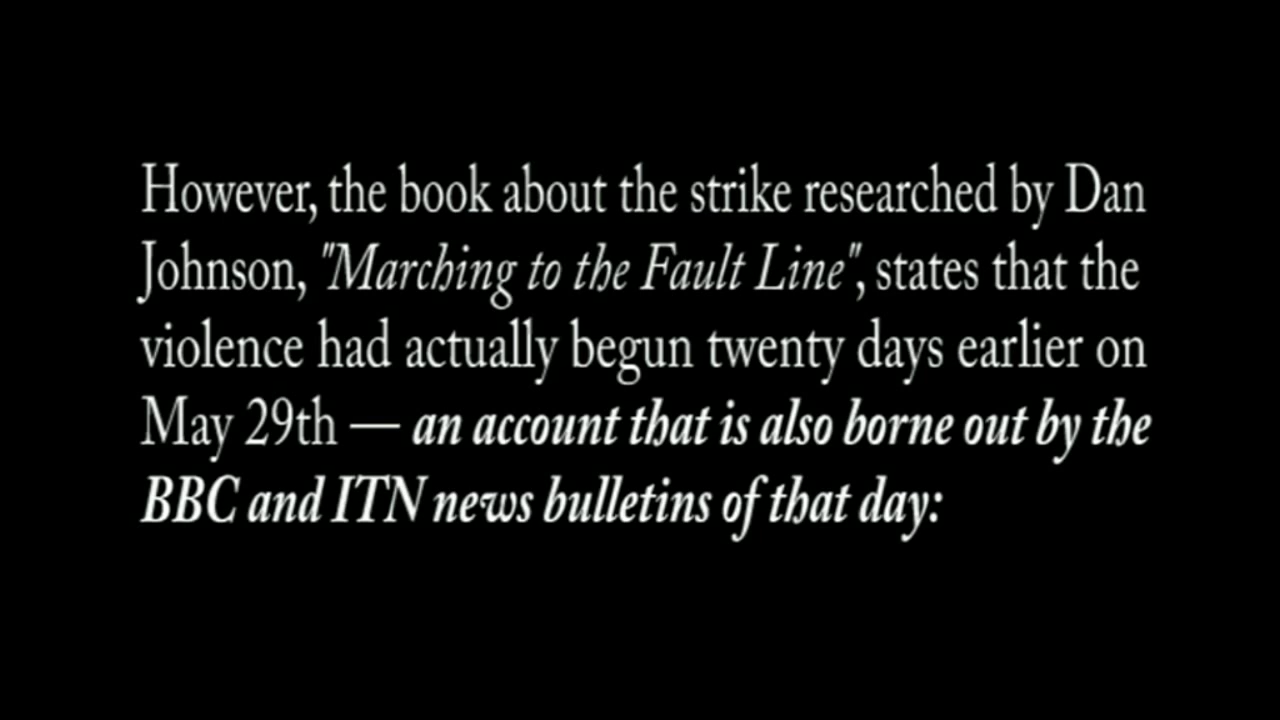 However, the book about the strike researched by Dan
Johnson, "Marching to the Fault Line", states that the
violence had actually begun twenty days earlier on
May 29th — an account that is also borne out by the
BBC and ITN news bulletins of that day: